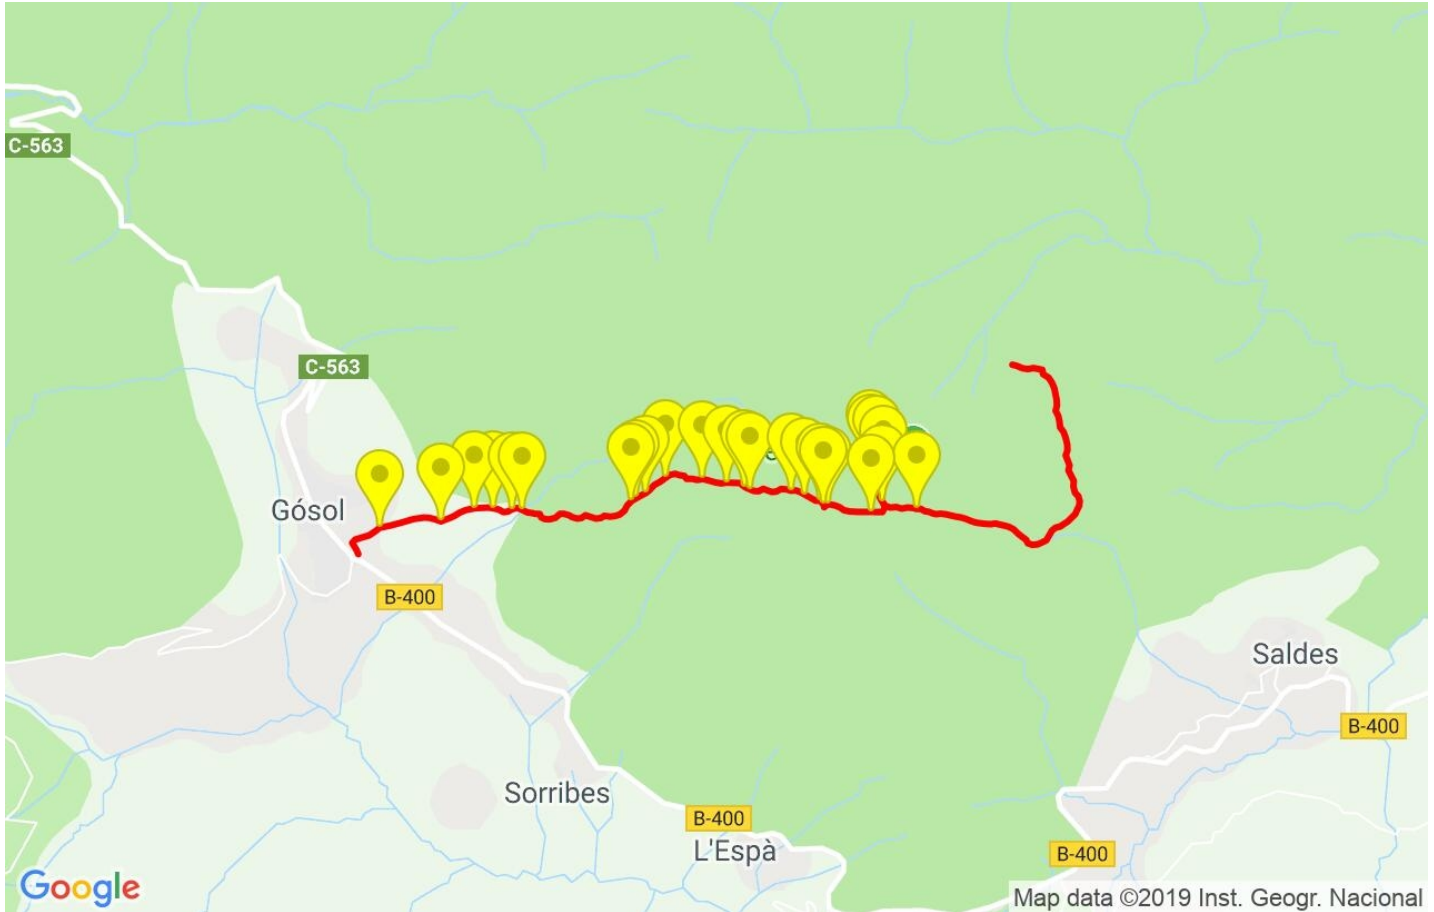 C-563
C-563
Gósol
B-400
Saldes
B-400
Sorribes
B-400
L'Espà
B-400
Google
Map data ©2019 Inst. Geogr. Nacional